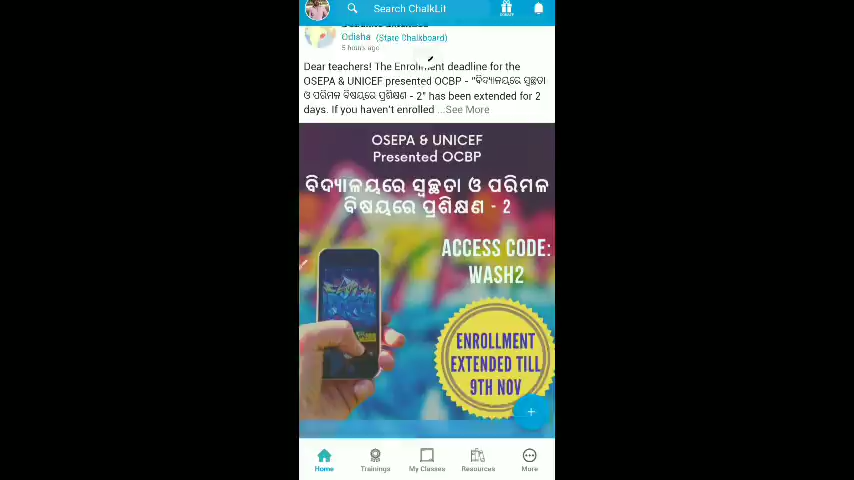 Search ChalkLit
DONATE
Odisha (State Chalkboard)
5 hours ago
Dear teachers! The Enrollment deadline for the
OSEPA & UNICEF presented OCBP - "ବିଦ୍ୟାଳୟରେ ସ୍ୱଚ୍ଛତା
ଓ ପରିମଳ ବିଷୟରେ ପ୍ରଶିକ୍ଷଣ - 2" has been extended for 2
days. If you haven't enrolled ...See More
OSEPA & UNICEF
Presented OCBP
ବିଦ୍ୟାଳୟରେ ସ୍ୱଚ୍ଛତା ଓ ପରିମଳ
ବିଷୟରେ ପ୍ରଶିକ୍ଷଣ - 2
ACCESS CODE:
WASH2
ENROLLMENT
EXTENDED TILL
9TH NOV
Home Trainings My Classes Resources More